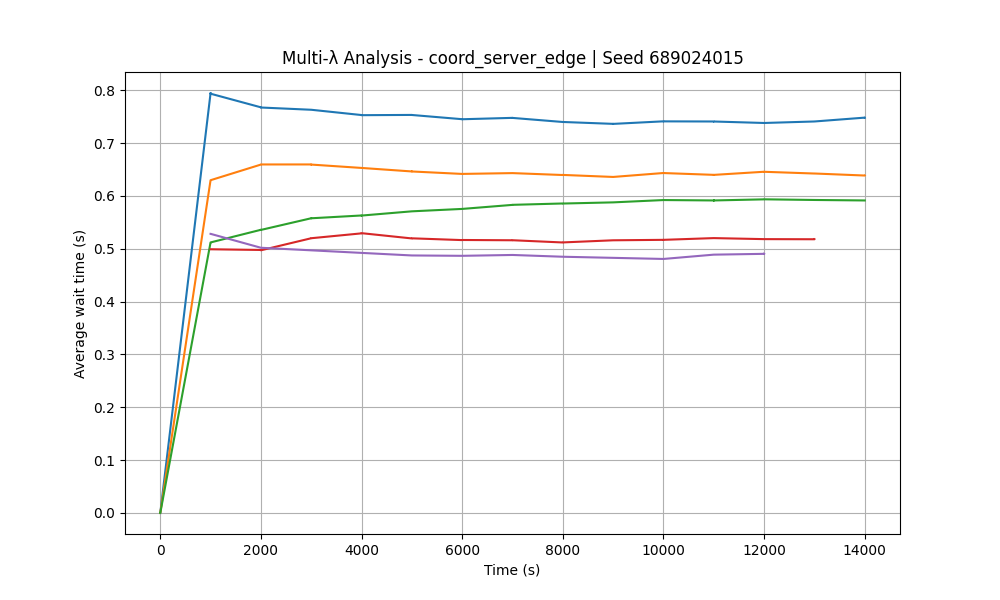 Multi-λ Analysis - coord_server_edge | Seed 689024015
Average wait time (s)
0.8
0.7
0.6
0.5
0.4
0.3
0.2
0.1
0.0
0 2000 4000 6000 8000 10000 12000 14000
Time (s)